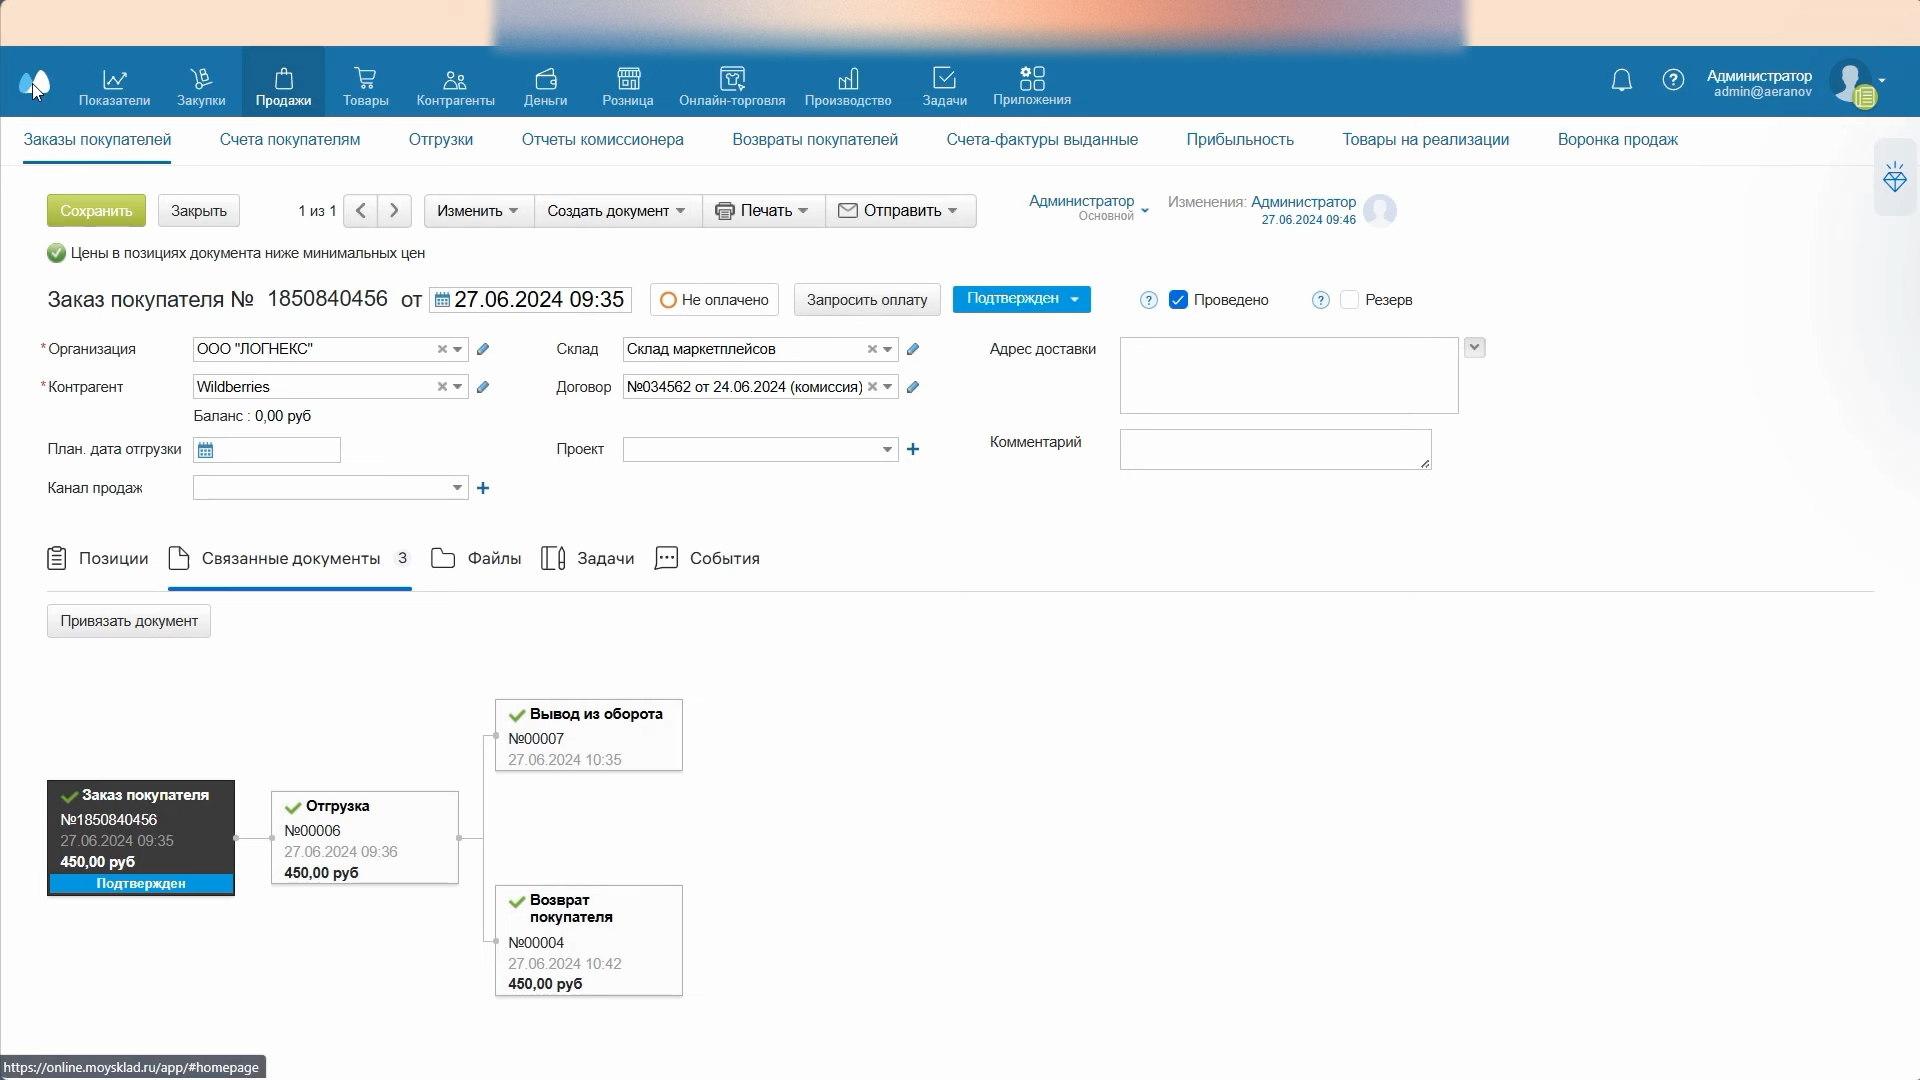 Показатели
Закупки
Продажи
Товары
Контрагенты
Деньги
Розница
Онлайн-торговля
Производство
Задачи
Приложения
Администратор
admin@aeranov
Заказы покупателей
Счета покупателям
Отгрузки
Отчеты комиссионера
Возвраты покупателей
Счета-фактуры выданные
Прибыльность
Товары на реализации
Воронка продаж
Сохранить
Закрыть
1 из 1
Изменить
Создать документ
Печать
Отправить
Администратор
Основной
Изменения: Администратор
27.06.2024 09:46
Цены в позициях документа ниже минимальных цен
Заказ покупателя № 1850840456 от 27.06.2024 09:35
Не оплачено
Запросить оплату
Подтвержден
? Проведено
? Резерв
*Организация
ООО "ЛОГНЕКС"
Склад
Склад маркетплейсов
Адрес доставки
*Контрагент
Wildberries
Договор
№034562 от 24.06.2024 (комиссия)
Баланс : 0,00 руб
План. дата отгрузки
Проект
Комментарий
Канал продаж
Позиции
Связанные документы 3
Файлы
Задачи
События
Привязать документ
Заказ покупателя
№1850840456
27.06.2024 09:35
450,00 руб
Подтвержден
Отгрузка
№00006
27.06.2024 09:36
450,00 руб
Вывод из оборота
№00007
27.06.2024 10:35
Возврат
покупателя
№00004
27.06.2024 10:42
450,00 руб
https://online.moysklad.ru/app/#homepage